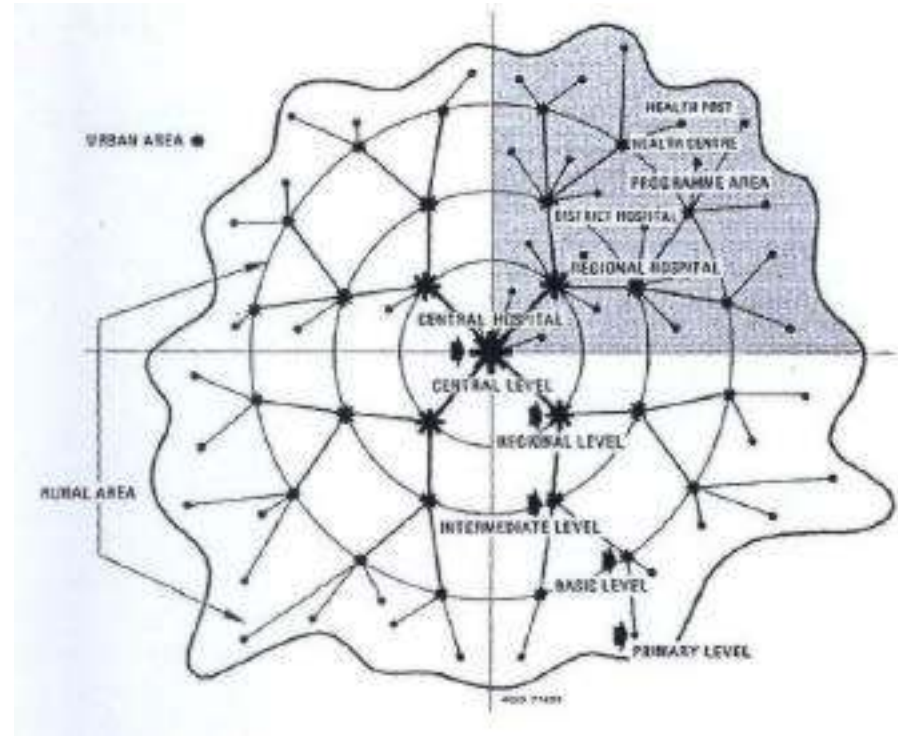 HEALTH POST
URBAN AREA
HEALTH CENTRE
PROGRAMME AREA
DISTRICT HOSPITAL
REGIONAL HOSPITAL
CENTRAL HOSPITAL
CENTRAL LEVEL
REGIONAL LEVEL
RURAL AREA
INTERMEDIATE LEVEL
BASIC LEVEL
PRIMARY LEVEL